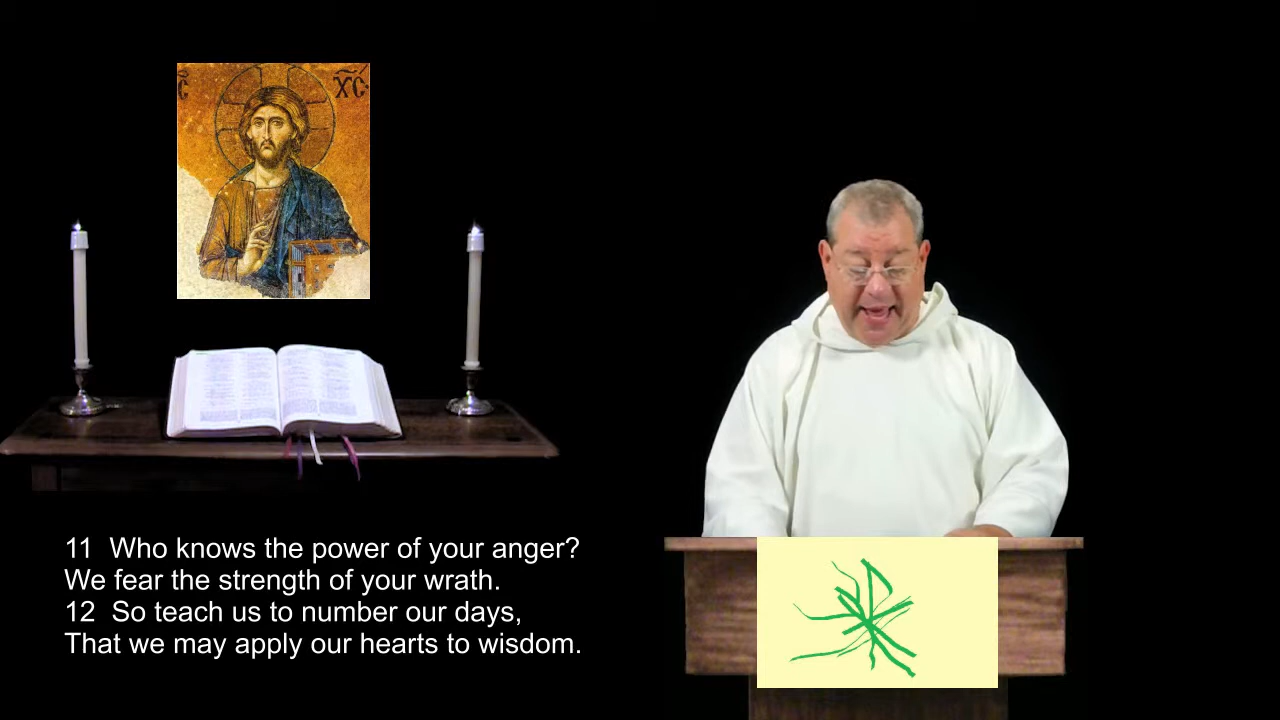 C XC
11  Who knows the power of your anger?
We fear the strength of your wrath.
12  So teach us to number our days,
That we may apply our hearts to wisdom.